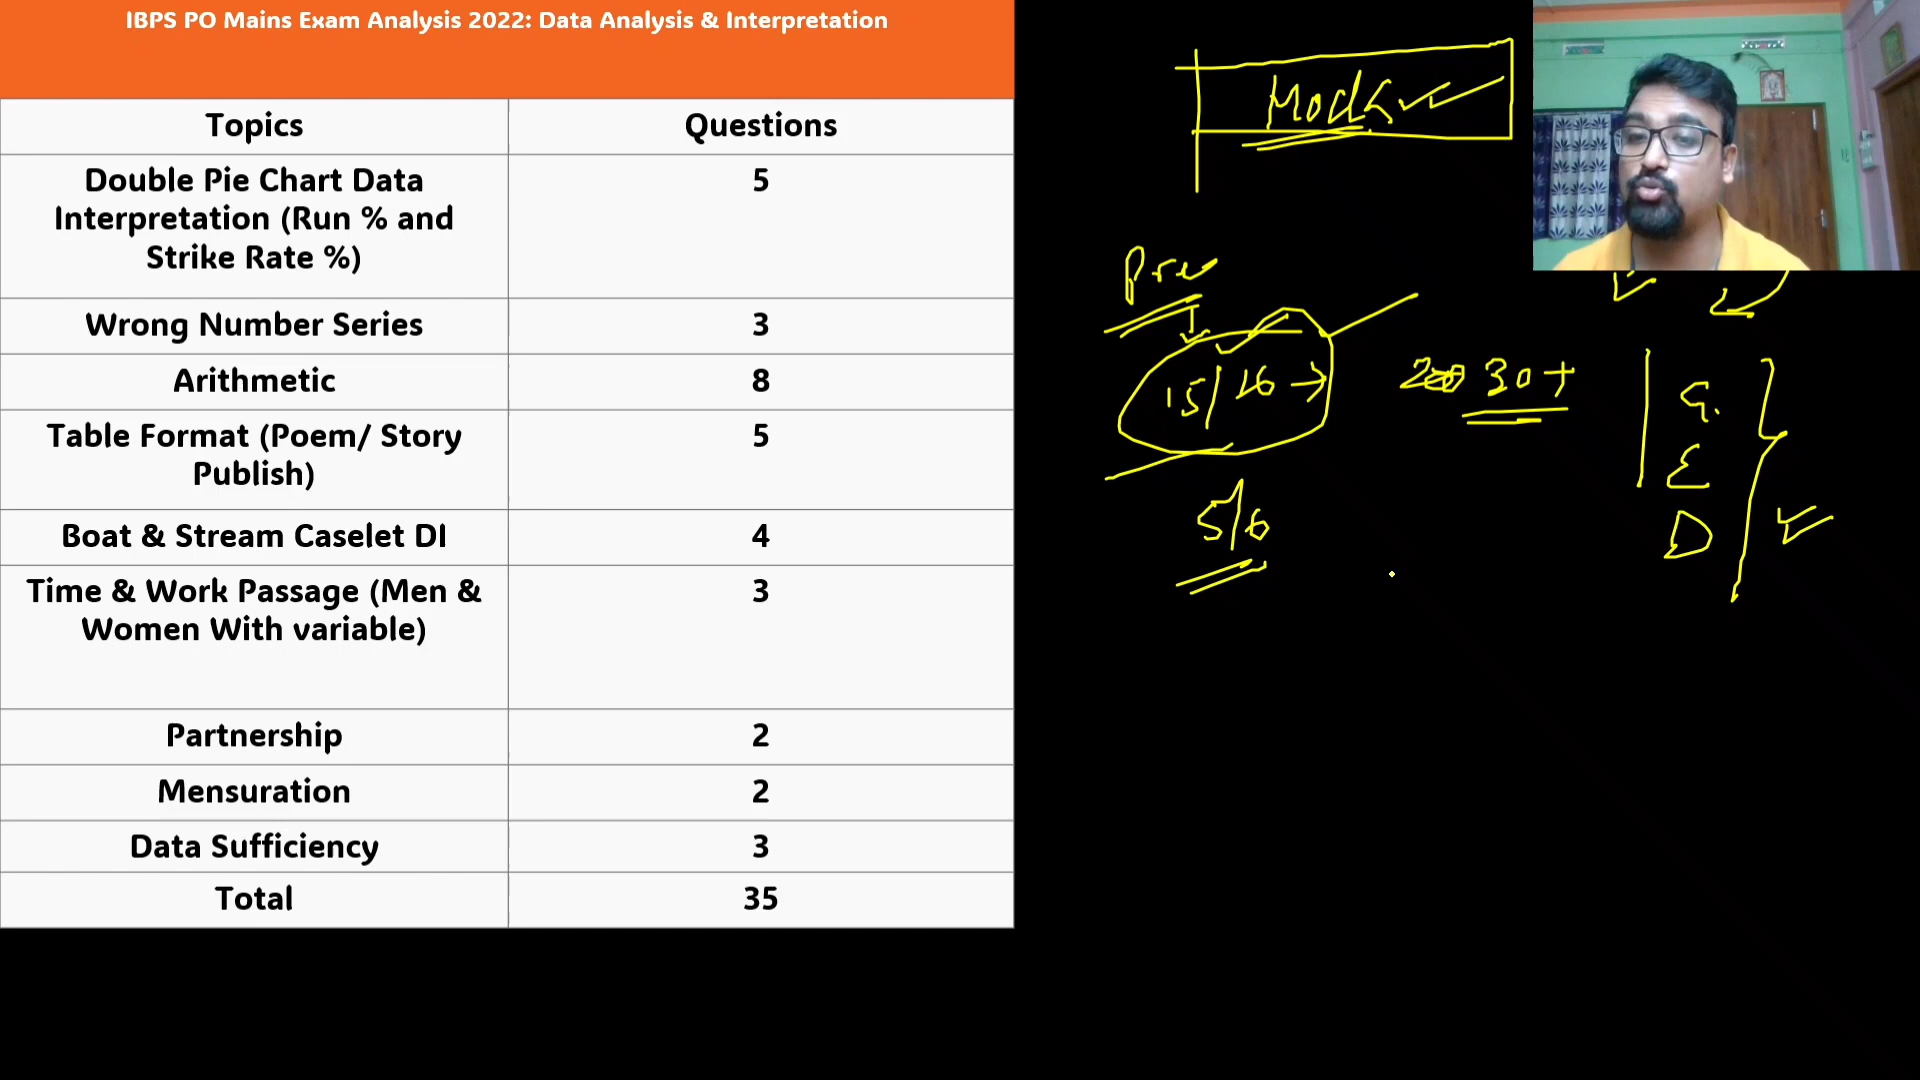 IBPS PO Mains Exam Analysis 2022: Data Analysis & Interpretation
Topics Questions
Double Pie Chart Data 5
Interpretation (Run % and
Strike Rate %)
Wrong Number Series 3
Arithmetic 8
Table Format (Poem/ Story 5
Publish)
Boat & Stream Caselet DI 4
Time & Work Passage (Men & 3
Women With variable)
Partnership 2
Mensuration 2
Data Sufficiency 3
Total 35
Mock
Pre
15/16 → 30+
5/6
G.
E
D